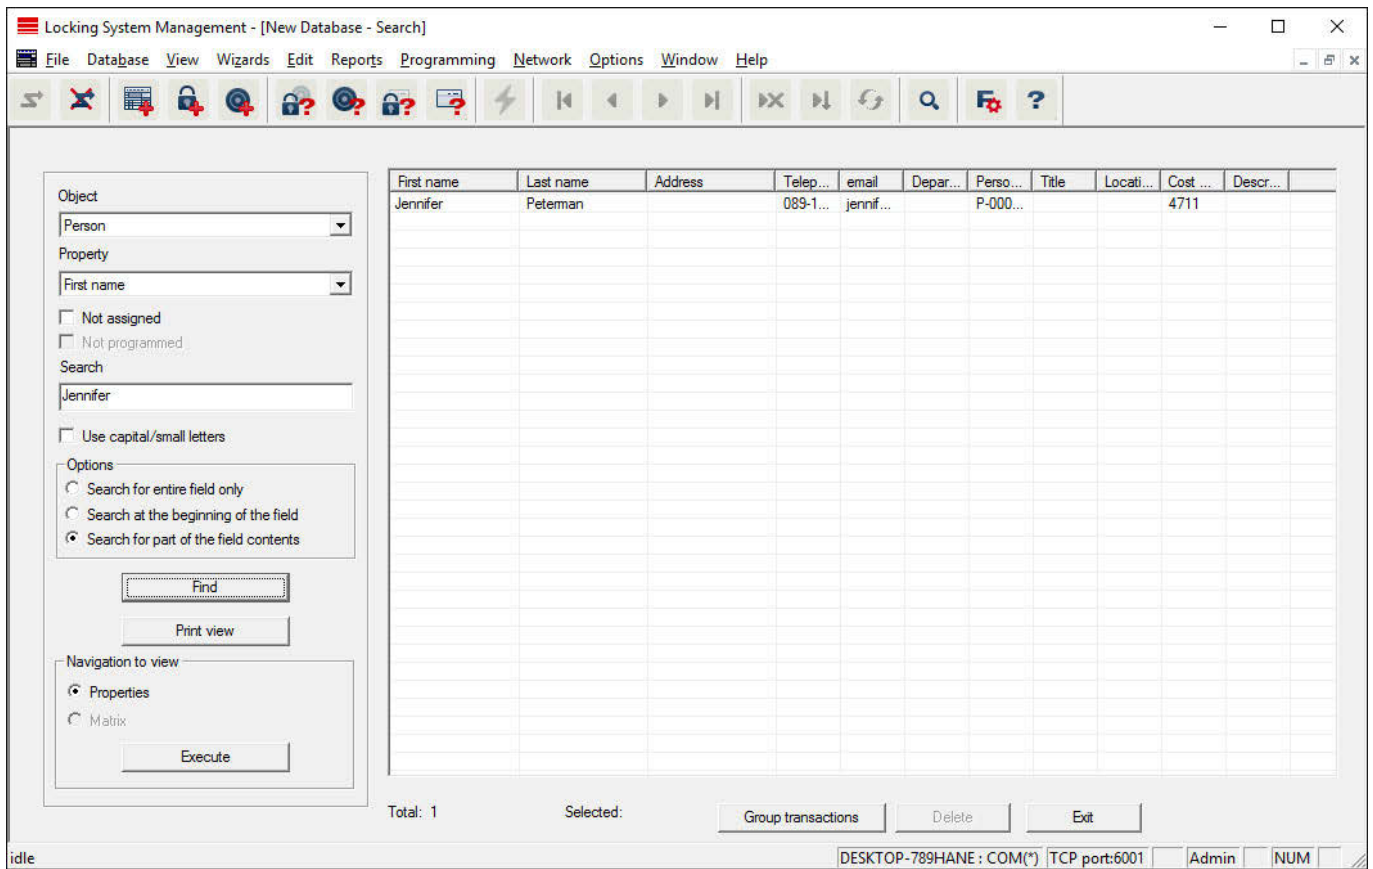 Locking System Management - [New Database - Search]
File Database View Wizards Edit Reports Programming Network Options Window Help
Object
Person
Property
First name
Not assigned
Not programmed
Search
Jennifer
Use capital/small letters
Options
Search for entire field only
Search at the beginning of the field
Search for part of the field contents
Find
Print view
Navigation to view
Properties
Matrix
Execute
First name Last name Address Telep... email Depar... Perso... Title Locati... Cost ... Descr...
Jennifer Peterman 089-1... jennif... P-000... 4711
Total: 1 Selected: Group transactions Delete Exit
idle DESKTOP-789HANE : COM(*) TCP port:6001 Admin NUM